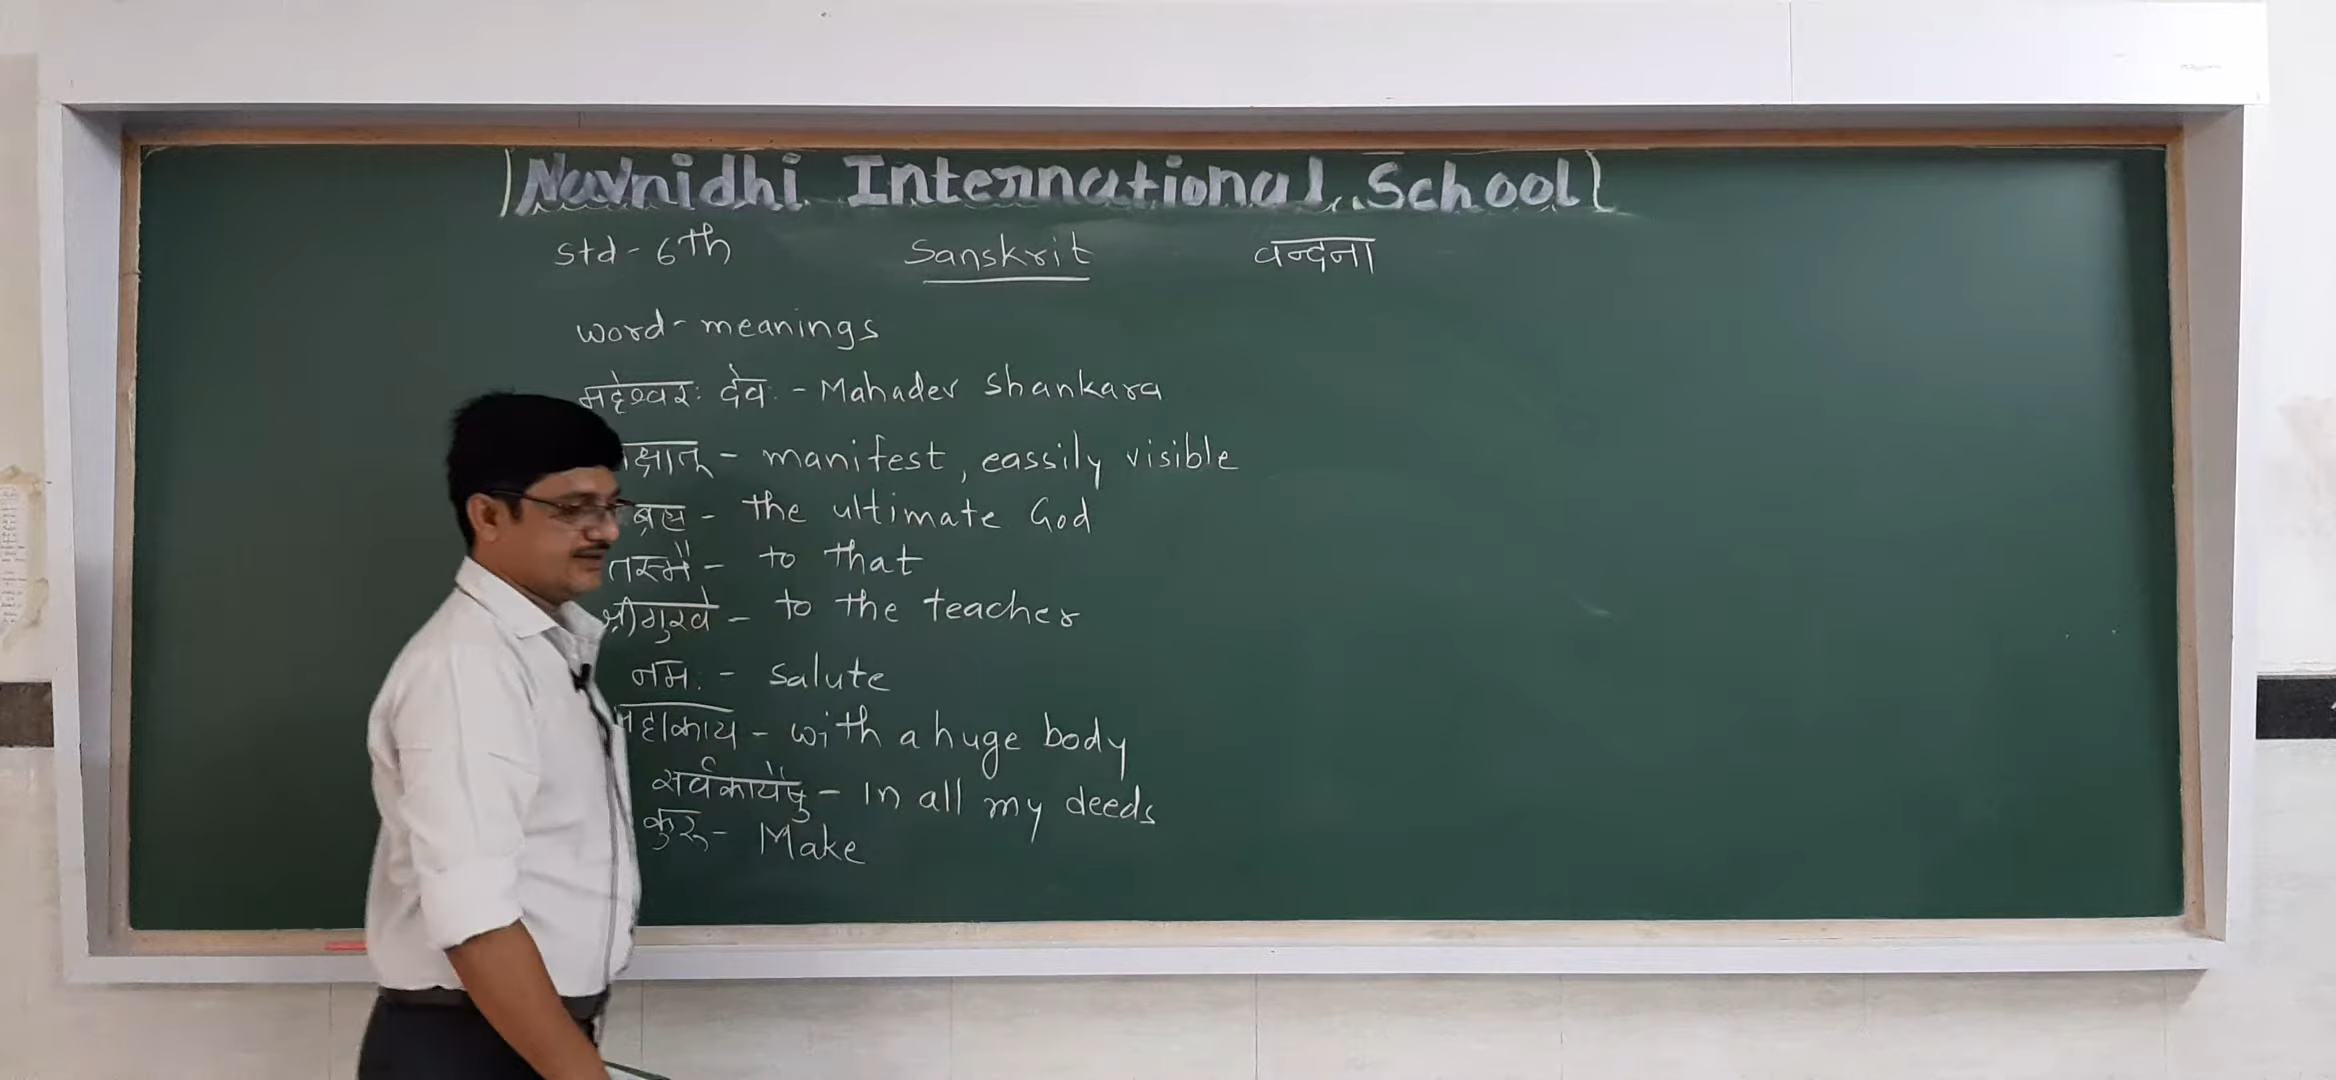 Navnidhi International School
Std - 6th Sanskrit वन्दना
word - meanings
महेश्वरः देवः - Mahadev Shankara
क्षात् - manifest, eassily visible
ब्रह्म - the ultimate God
तस्मै - to that
श्रीगुरवे - to the teacher
नमः - salute
महाकाय - with a huge body
सर्वकार्येषु - In all my deeds
कुरु - Make